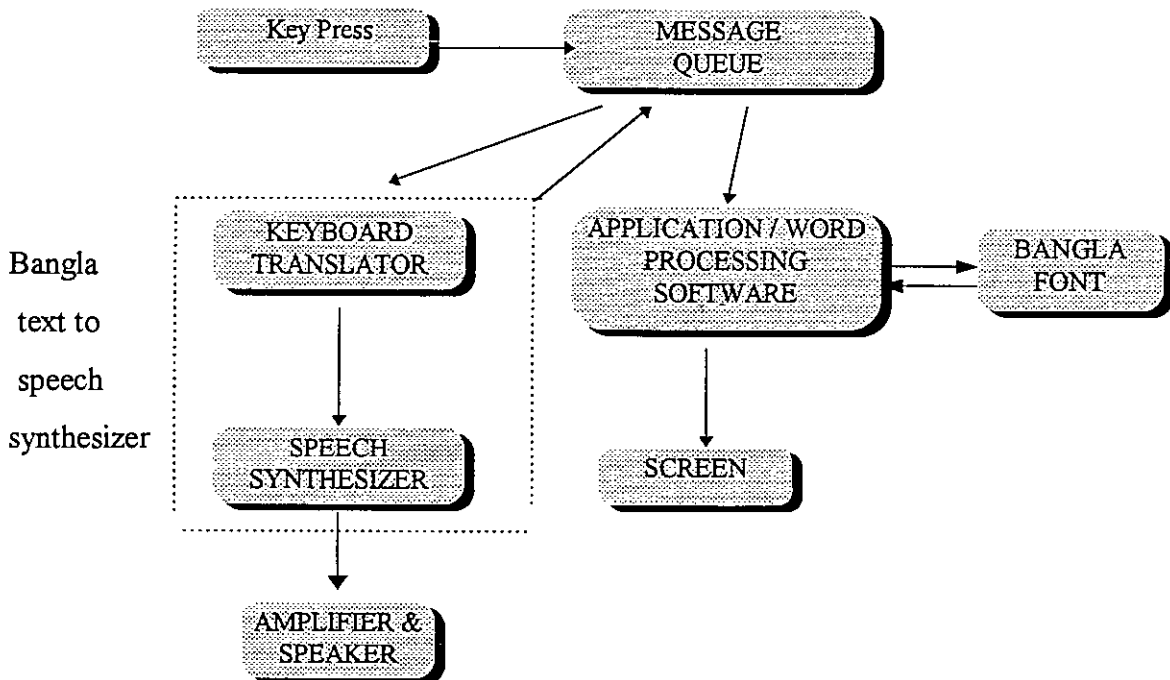 Key Press
MESSAGE
QUEUE
KEYBOARD
TRANSLATOR
APPLICATION / WORD
PROCESSING
SOFTWARE
BANGLA
FONT
Bangla
text to
speech
synthesizer
SPEECH
SYNTHESIZER
SCREEN
AMPLIFIER &
SPEAKER